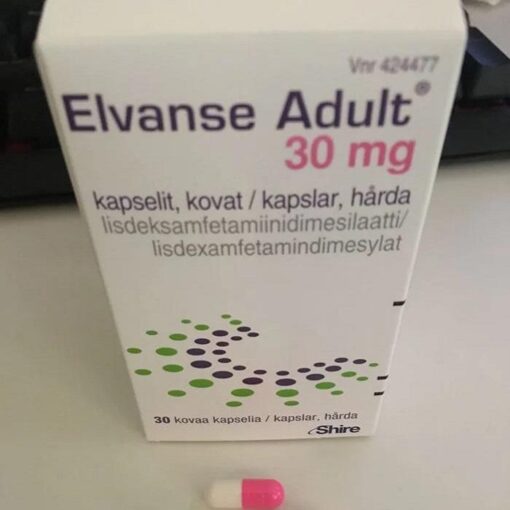 Vnr 424477
Elvanse Adult®
30 mg
kapselit, kovat / kapslar, hårda
lisdeksamfetamiinidimesilaatti/
lisdexamfetamindimesylat
30 kovaa kapselia / kapslar, hårda
Shire